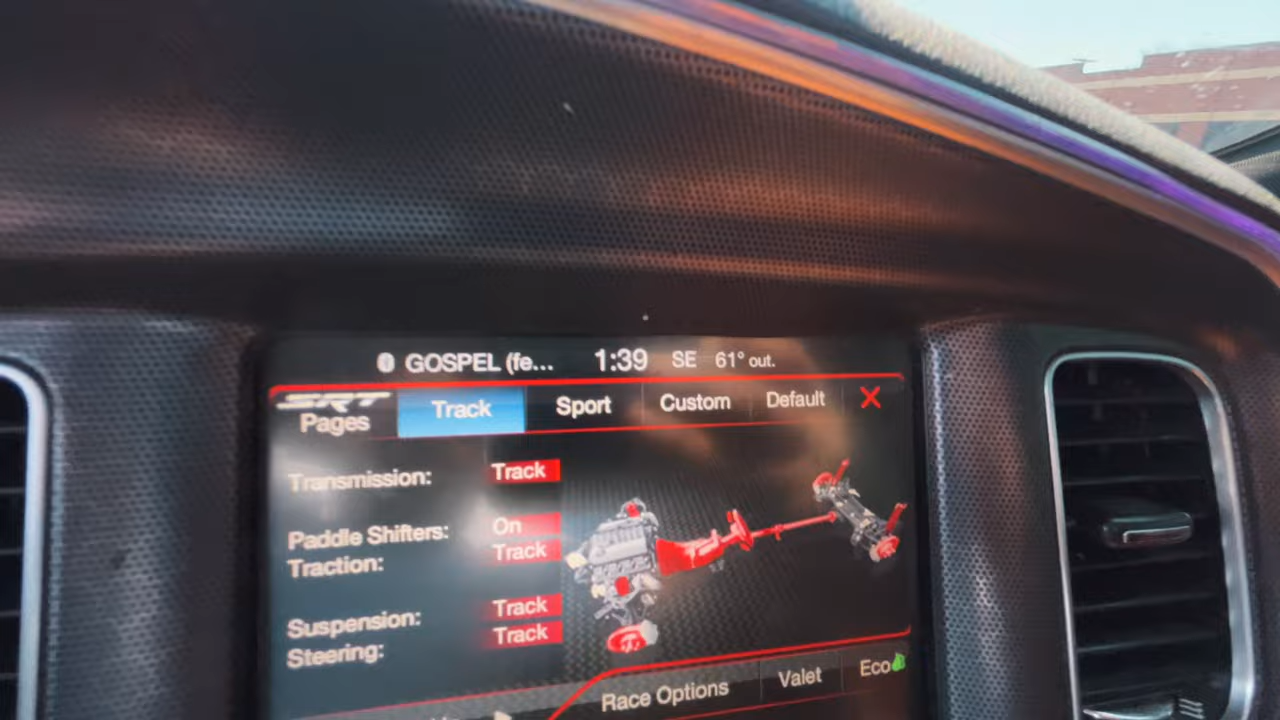 GOSPEL (fe... 1:39 SE 61° out.
SRT Pages Track Sport Custom Default X
Transmission: Track
Paddle Shifters: On
Traction: Track
Suspension: Track
Steering: Track
Race Options Valet Eco